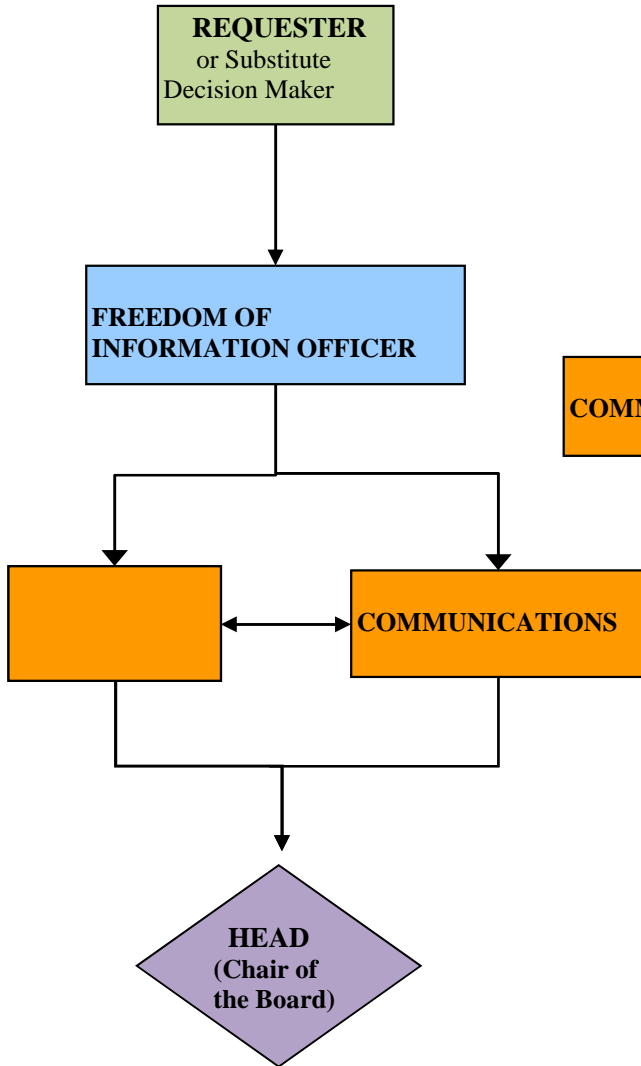 REQUESTER
or Substitute
Decision Maker
FREEDOM OF
INFORMATION OFFICER
COMMUNICATIONS
HEAD
(Chair of
the Board)